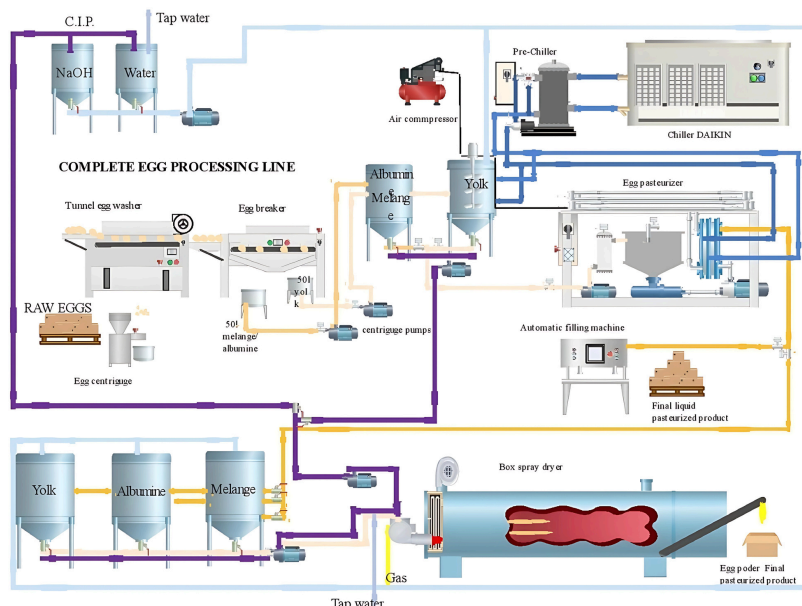 C.I.P.
Tap water
NaOH
Water
Pre-Chiller
Air commpressor
Chiller DAIKIN
COMPLETE EGG PROCESSING LINE
Albumin
e
Melang
e
Yolk
Egg pasteurizer
Tunnel egg washer
Egg breaker
50l
yol
k
50l
melange/
albumine
centriguge pumps
RAW EGGS
Egg centriguge
Automatic filling machine
Final liquid
pasteurized product
Yolk
Albumine
Melange
Box spray dryer
Gas
Tap water
Egg poder Final
pasteurized product